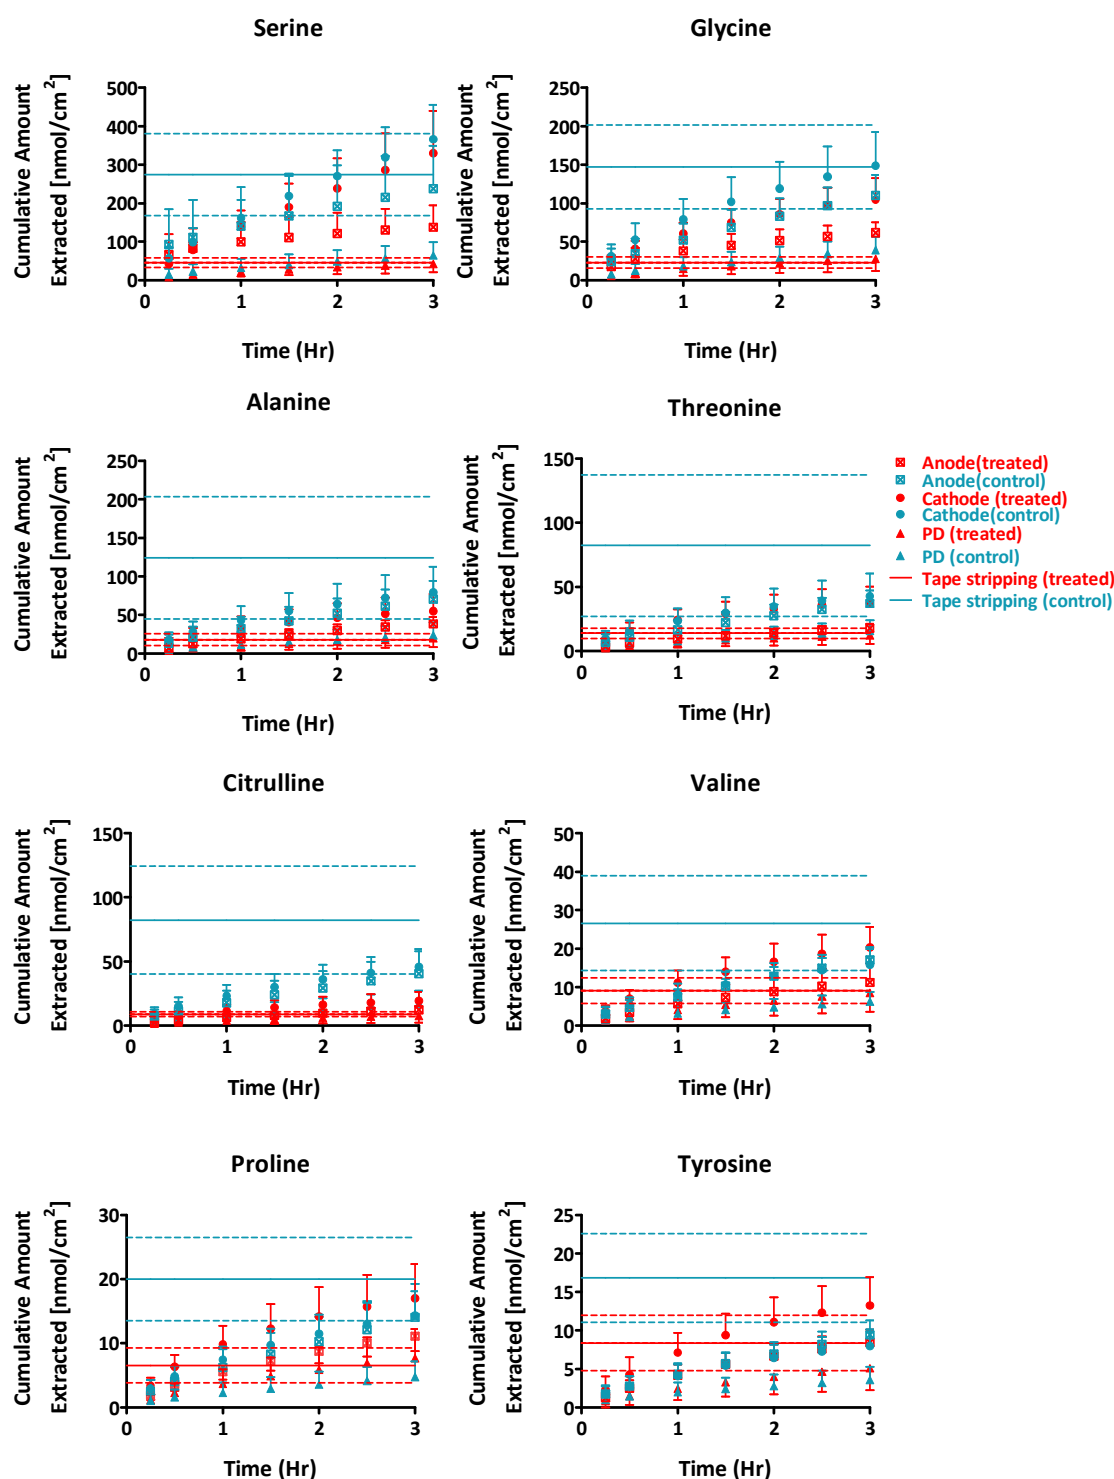 Serine
Cumulative Amount
Extracted [nmol/cm2]
500
400
300
200
100
0
0 1 2 3
Time (Hr)
Glycine
Cumulative Amount
Extracted [nmol/cm2]
250
200
150
100
50
0
0 1 2 3
Time (Hr)
Alanine
Cumulative Amount
Extracted [nmol/cm2]
250
200
150
100
50
0
0 1 2 3
Time (Hr)
Threonine
Cumulative Amount
Extracted [nmol/cm2]
150
100
50
0
0 1 2 3
Time (Hr)
Anode(treated)
Anode(control)
Cathode (treated)
Cathode(control)
PD (treated)
PD (control)
Tape stripping (treated)
Tape stripping (control)
Citrulline
Cumulative Amount
Extracted [nmol/cm2]
150
100
50
0
0 1 2 3
Time (Hr)
Valine
Cumulative Amount
Extracted [nmol/cm2]
50
40
30
20
10
0
0 1 2 3
Time (Hr)
Proline
Cumulative Amount
Extracted [nmol/cm2]
30
20
10
0
0 1 2 3
Time (Hr)
Tyrosine
Cumulative Amount
Extracted [nmol/cm2]
25
20
15
10
5
0
0 1 2 3
Time (Hr)